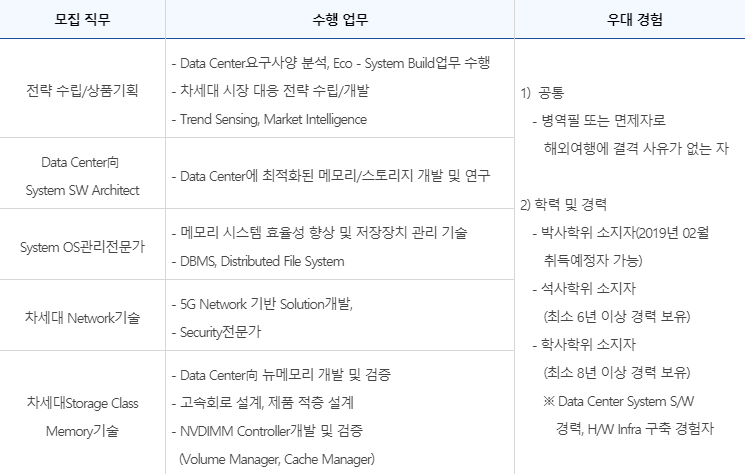 모집 직무
수행 업무
우대 경험
전략 수립/상품기획
- Data Center요구사양 분석, Eco - System Build업무 수행
- 차세대 시장 대응 전략 수립/개발
- Trend Sensing, Market Intelligence
Data Center向
System SW Architect
- Data Center에 최적화된 메모리/스토리지 개발 및 연구
System OS관리전문가
- 메모리 시스템 효율성 향상 및 저장장치 관리 기술
- DBMS, Distributed File System
차세대 Network기술
- 5G Network 기반 Solution개발,
- Security전문가
차세대Storage Class
Memory기술
- Data Center向 뉴메모리 개발 및 검증
- 고속회로 설계, 제품 적층 설계
- NVDIMM Controller개발 및 검증
(Volume Manager, Cache Manager)
1) 공통
- 병역필 또는 면제자로
해외여행에 결격 사유가 없는 자
2) 학력 및 경력
- 박사학위 소지자(2019년 02월
취득예정자 가능)
- 석사학위 소지자
(최소 6년 이상 경력 보유)
- 학사학위 소지자
(최소 8년 이상 경력 보유)
※ Data Center System S/W
경력, H/W Infra 구축 경험자